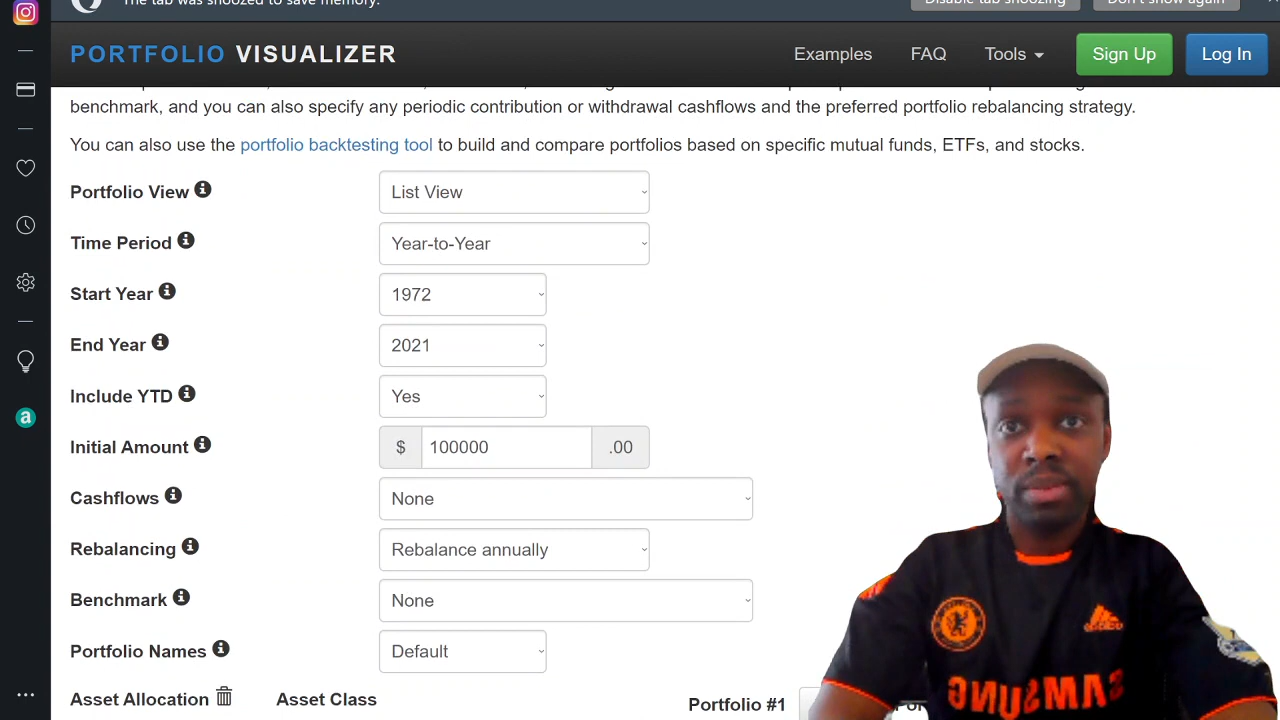 The tab was snoozed to save memory.
Disable tab snoozing
Don't show again
PORTFOLIO VISUALIZER
Examples
FAQ
Tools
Sign Up
Log In
benchmark, and you can also specify any periodic contribution or withdrawal cashflows and the preferred portfolio rebalancing strategy.
You can also use the portfolio backtesting tool to build and compare portfolios based on specific mutual funds, ETFs, and stocks.
Portfolio View
List View
Time Period
Year-to-Year
Start Year
1972
End Year
2021
Include YTD
Yes
Initial Amount
$ 100000 .00
Cashflows
None
Rebalancing
Rebalance annually
Benchmark
None
Portfolio Names
Default
Asset Allocation
Asset Class
Portfolio #1
a
adidas
SAMSUNG